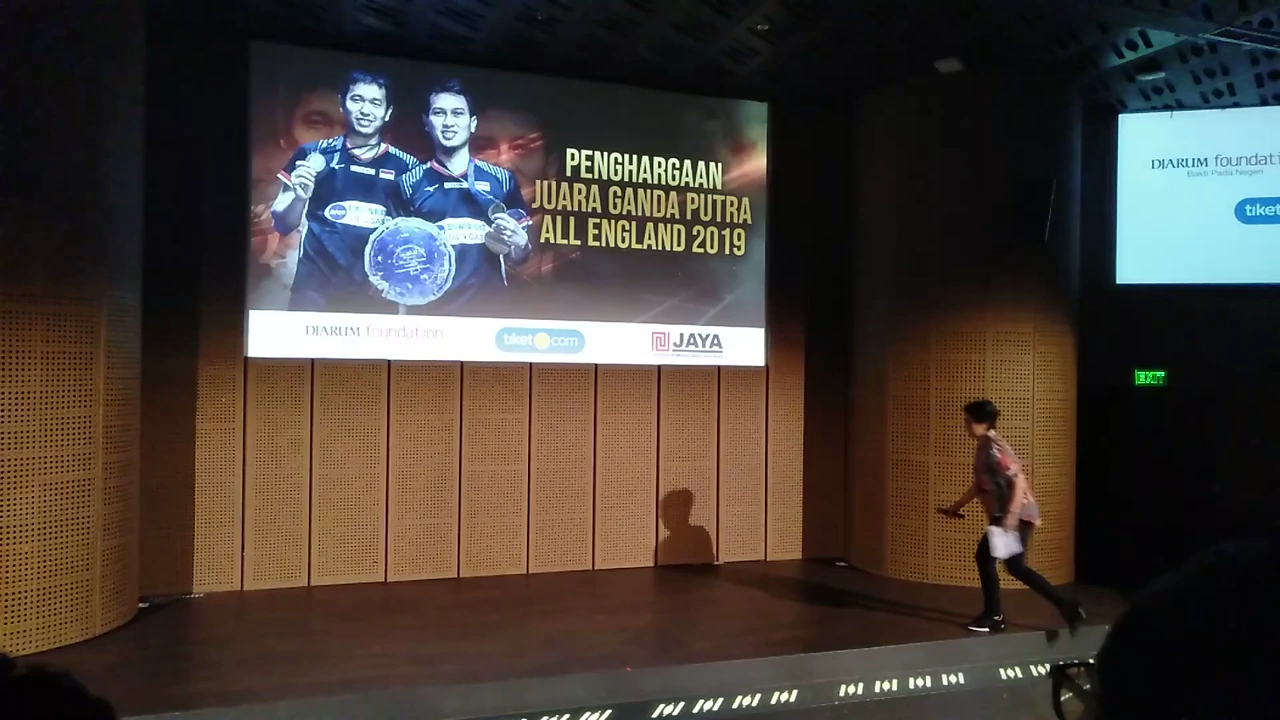 PENGHARGAAN
JUARA GANDA PUTRA
ALL ENGLAND 2019
DJARUM foundation
tiket.com
JAYA
DJARUM foundati
Bakti Pada Negeri
tiket
EXIT